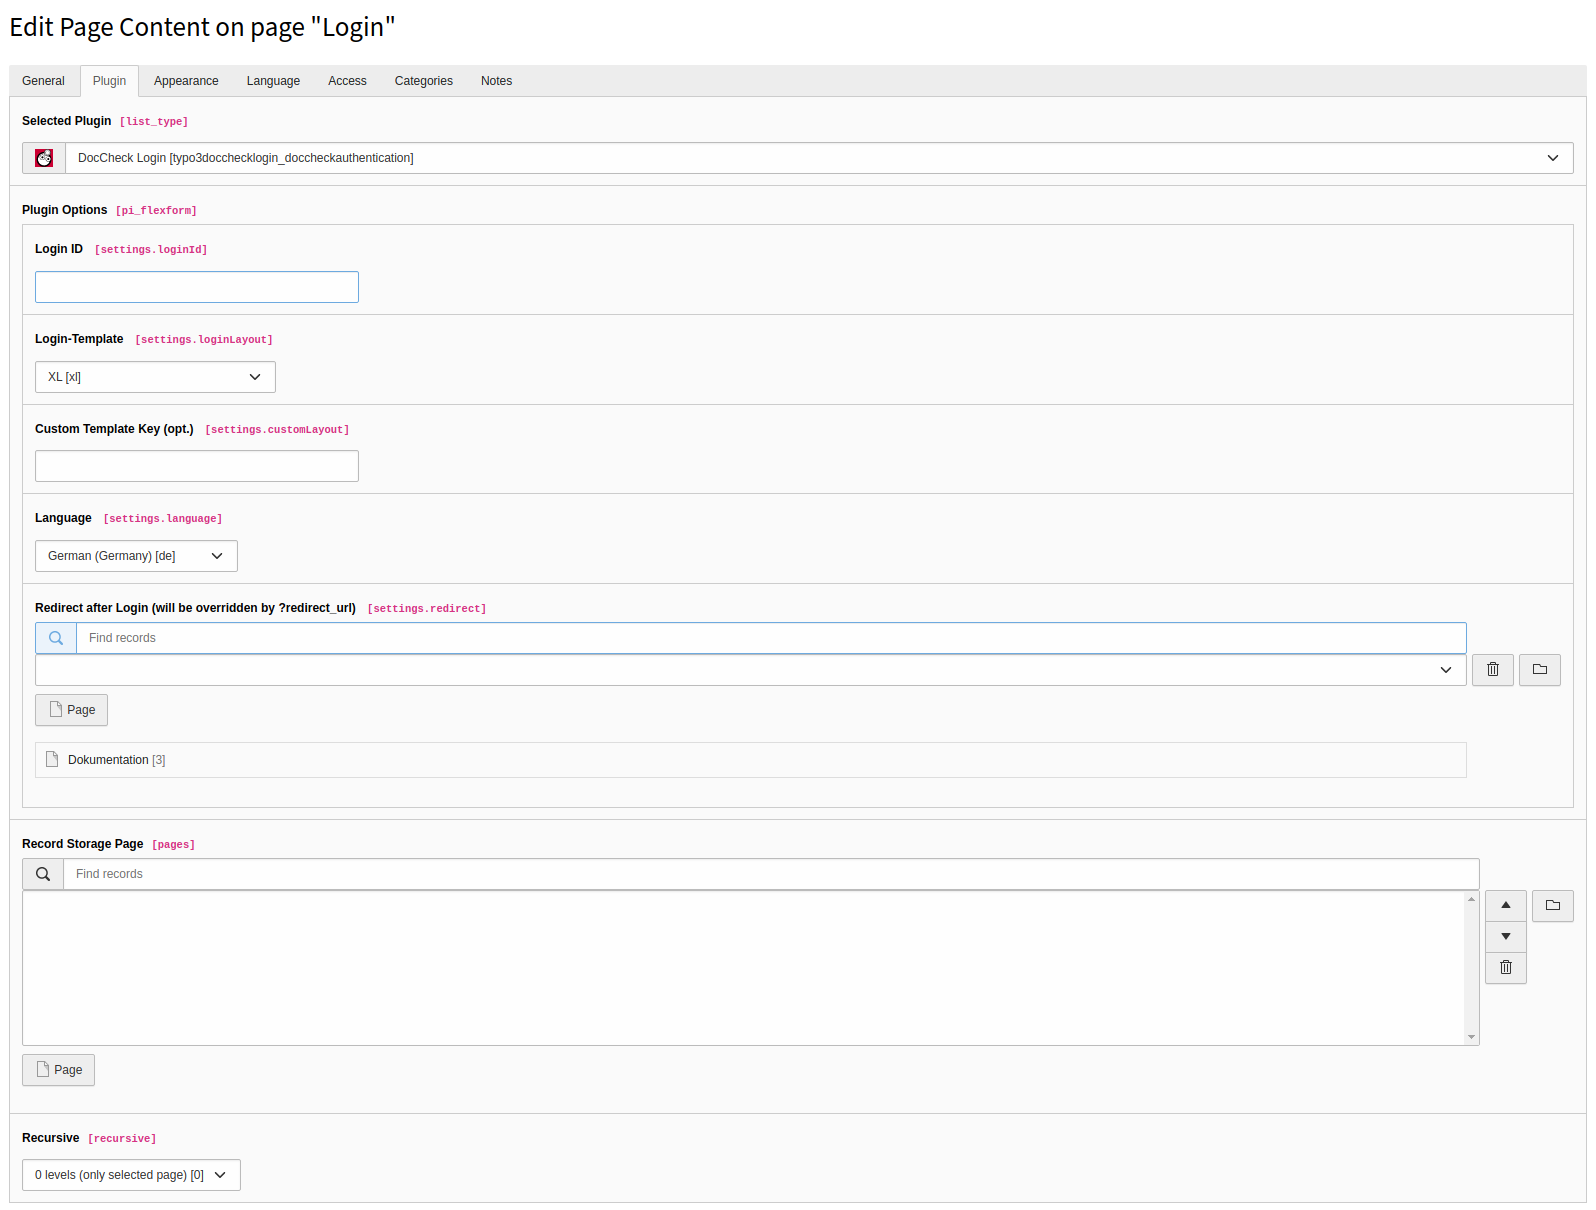 Edit Page Content on page "Login"
General Plugin Appearance Language Access Categories Notes
Selected Plugin [list_type]
DocCheck Login [typo3docchecklogin_doccheckauthentication]
Plugin Options [pi_flexform]
Login ID [settings.loginId]
Login-Template [settings.loginLayout]
XL [xl]
Custom Template Key (opt.) [settings.customLayout]
Language [settings.language]
German (Germany) [de]
Redirect after Login (will be overridden by ?redirect_url) [settings.redirect]
Find records
Page
Dokumentation [3]
Record Storage Page [pages]
Find records
Page
Recursive [recursive]
0 levels (only selected page) [0]